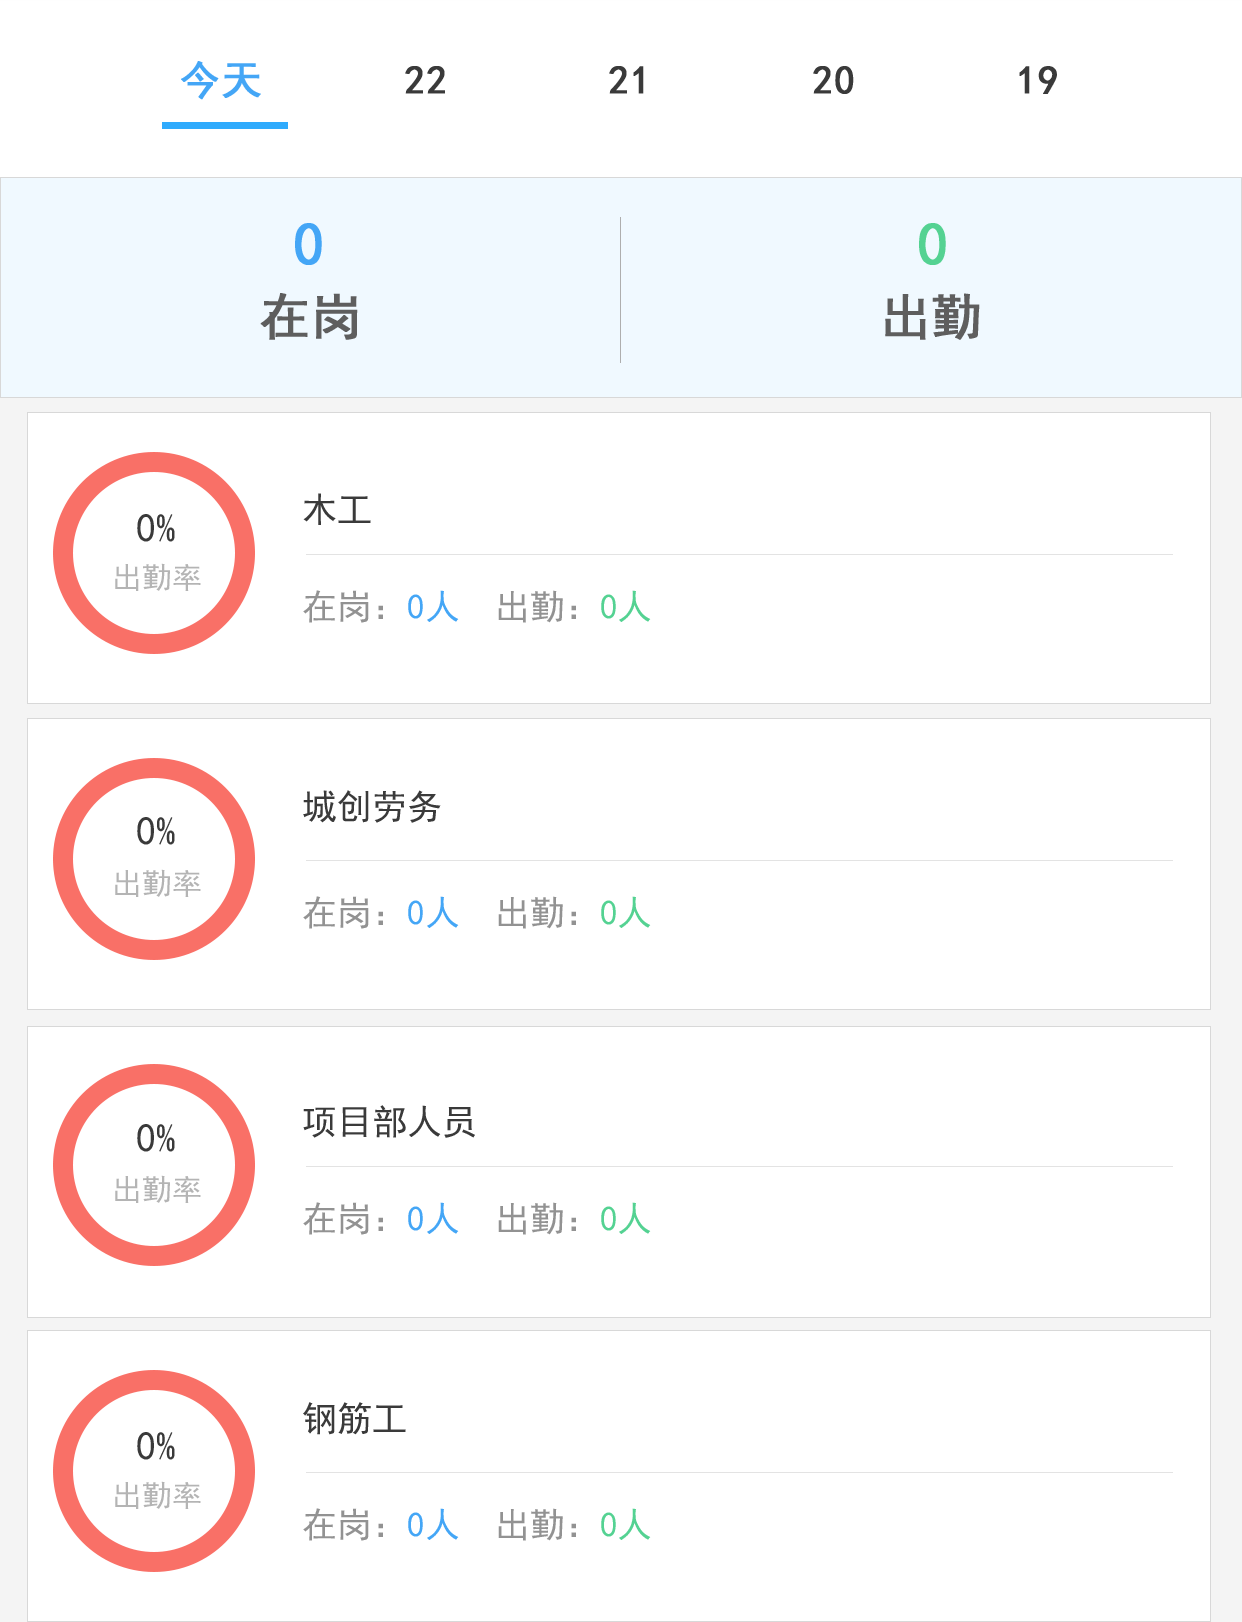 今天 22 21 20 19
0 0
在岗 出勤
木工
0%
出勤率
在岗：0人 出勤：0人
城创劳务
0%
出勤率
在岗：0人 出勤：0人
项目部人员
0%
出勤率
在岗：0人 出勤：0人
钢筋工
0%
出勤率
在岗：0人 出勤：0人